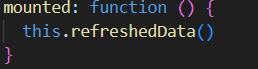 mounted: function () {
  this.refreshedData()
}